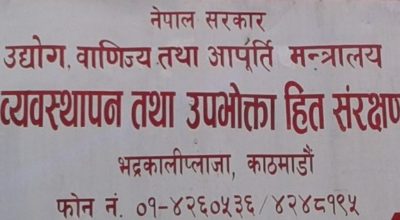 नेपाल सरकार
उद्योग, वाणिज्य तथा आपूर्ति मन्त्रालय
व्यवस्थापन तथा उपभोक्ता हित संरक्षण
भद्रकालीप्लाजा, काठमाडौं
फोन नं. ०१-४२६०५३६/४२४८१९५